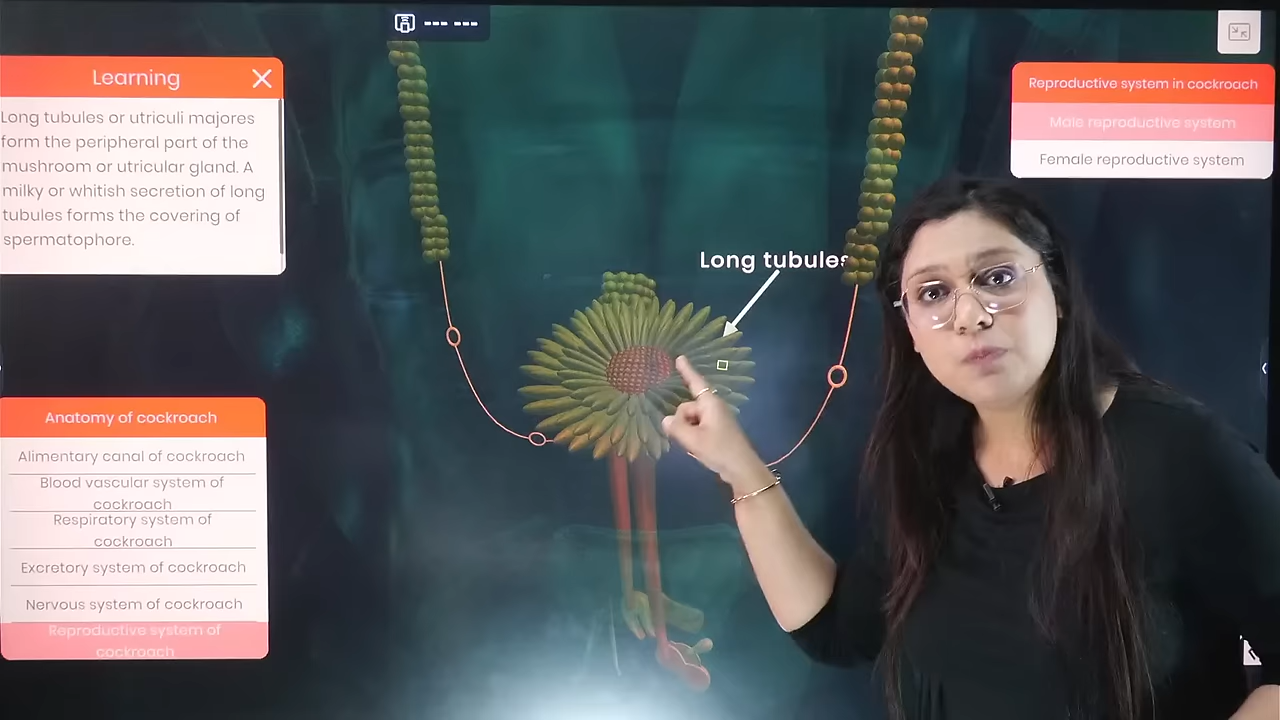 Learning
Long tubules or utriculi majores
form the peripheral part of the
mushroom or utricular gland. A
milky or whitish secretion of long
tubules forms the covering of
spermatophore.
Anatomy of cockroach
Alimentary canal of cockroach
Blood vascular system of
cockroach
Respiratory system of
cockroach
Excretory system of cockroach
Nervous system of cockroach
Reproductive system of
cockroach
Long tubules
Reproductive system in cockroach
Male reproductive system
Female reproductive system